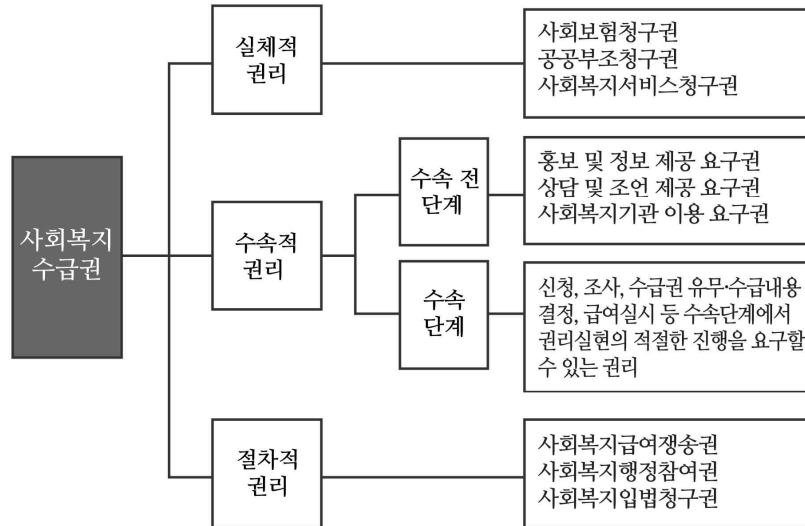 사회복지
수급권
실체적
권리
사회보험청구권
공공부조청구권
사회복지서비스청구권
수속적
권리
수속 전
단계
홍보 및 정보 제공 요구권
상담 및 조언 제공 요구권
사회복지기관 이용 요구권
수속
단계
신청, 조사, 수급권 유무·수급내용
결정, 급여실시 등 수속단계에서
권리실현의 적절한 진행을 요구할
수 있는 권리
절차적
권리
사회복지급여쟁송권
사회복지행정참여권
사회복지입법청구권